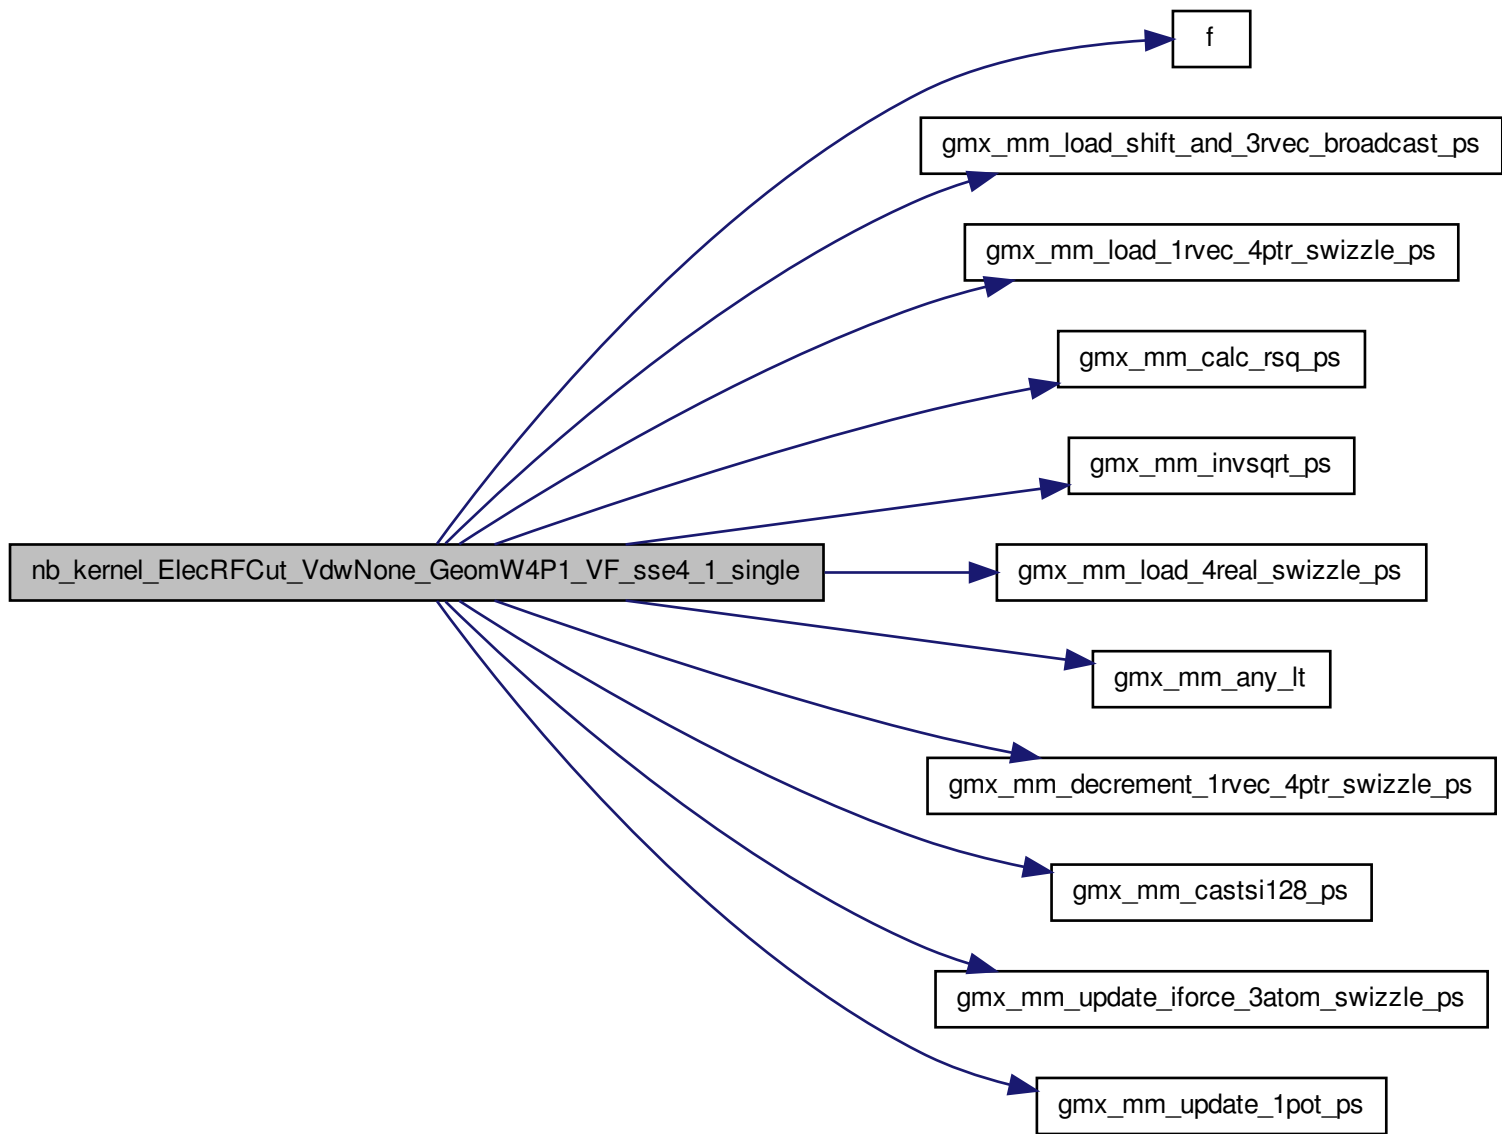 f
gmx_mm_load_shift_and_3rvec_broadcast_ps
gmx_mm_load_1rvec_4ptr_swizzle_ps
gmx_mm_calc_rsq_ps
gmx_mm_invsqrt_ps
nb_kernel_ElecRFCut_VdwNone_GeomW4P1_VF_sse4_1_single
gmx_mm_load_4real_swizzle_ps
gmx_mm_any_lt
gmx_mm_decrement_1rvec_4ptr_swizzle_ps
gmx_mm_castsi128_ps
gmx_mm_update_iforce_3atom_swizzle_ps
gmx_mm_update_1pot_ps